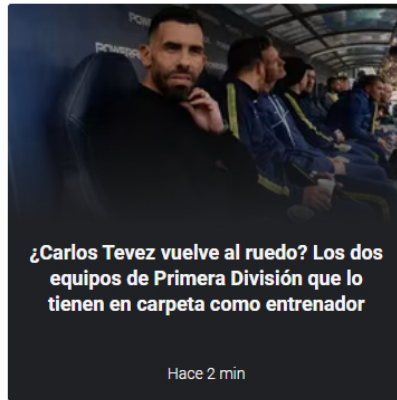 ¿Carlos Tevez vuelve al ruedo? Los dos
equipos de Primera División que lo
tienen en carpeta como entrenador
Hace 2 min